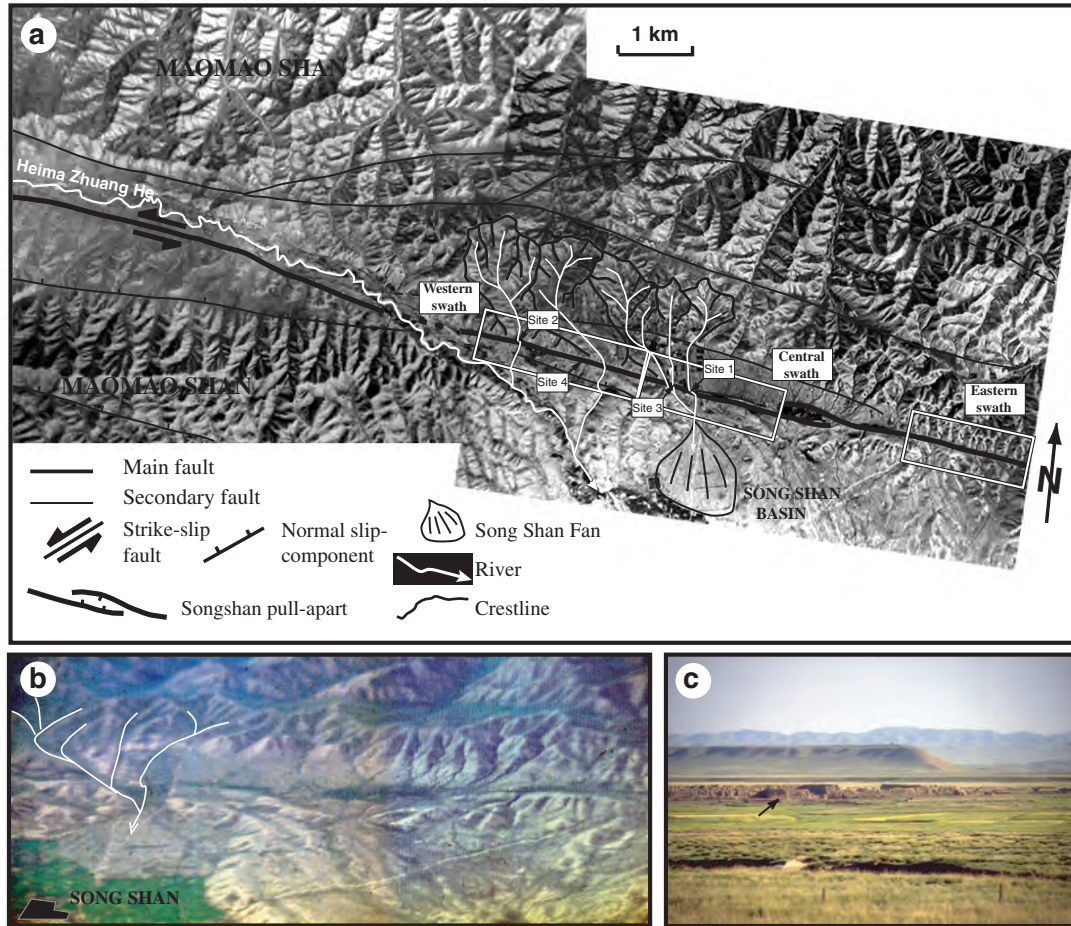 a
1 km
MAOMAO SHAN
Heima Zhuang He
Western
swath
Site 2
Site 1
Central
swath
Site 4
Site 3
Eastern
swath
MAOMAO SHAN
SONG SHAN
BASIN
N
Main fault
Secondary fault
Strike-slip
fault
Normal slip-
component
Song Shan Fan
River
Songshan pull-apart
Crestline
b
SONG SHAN
c